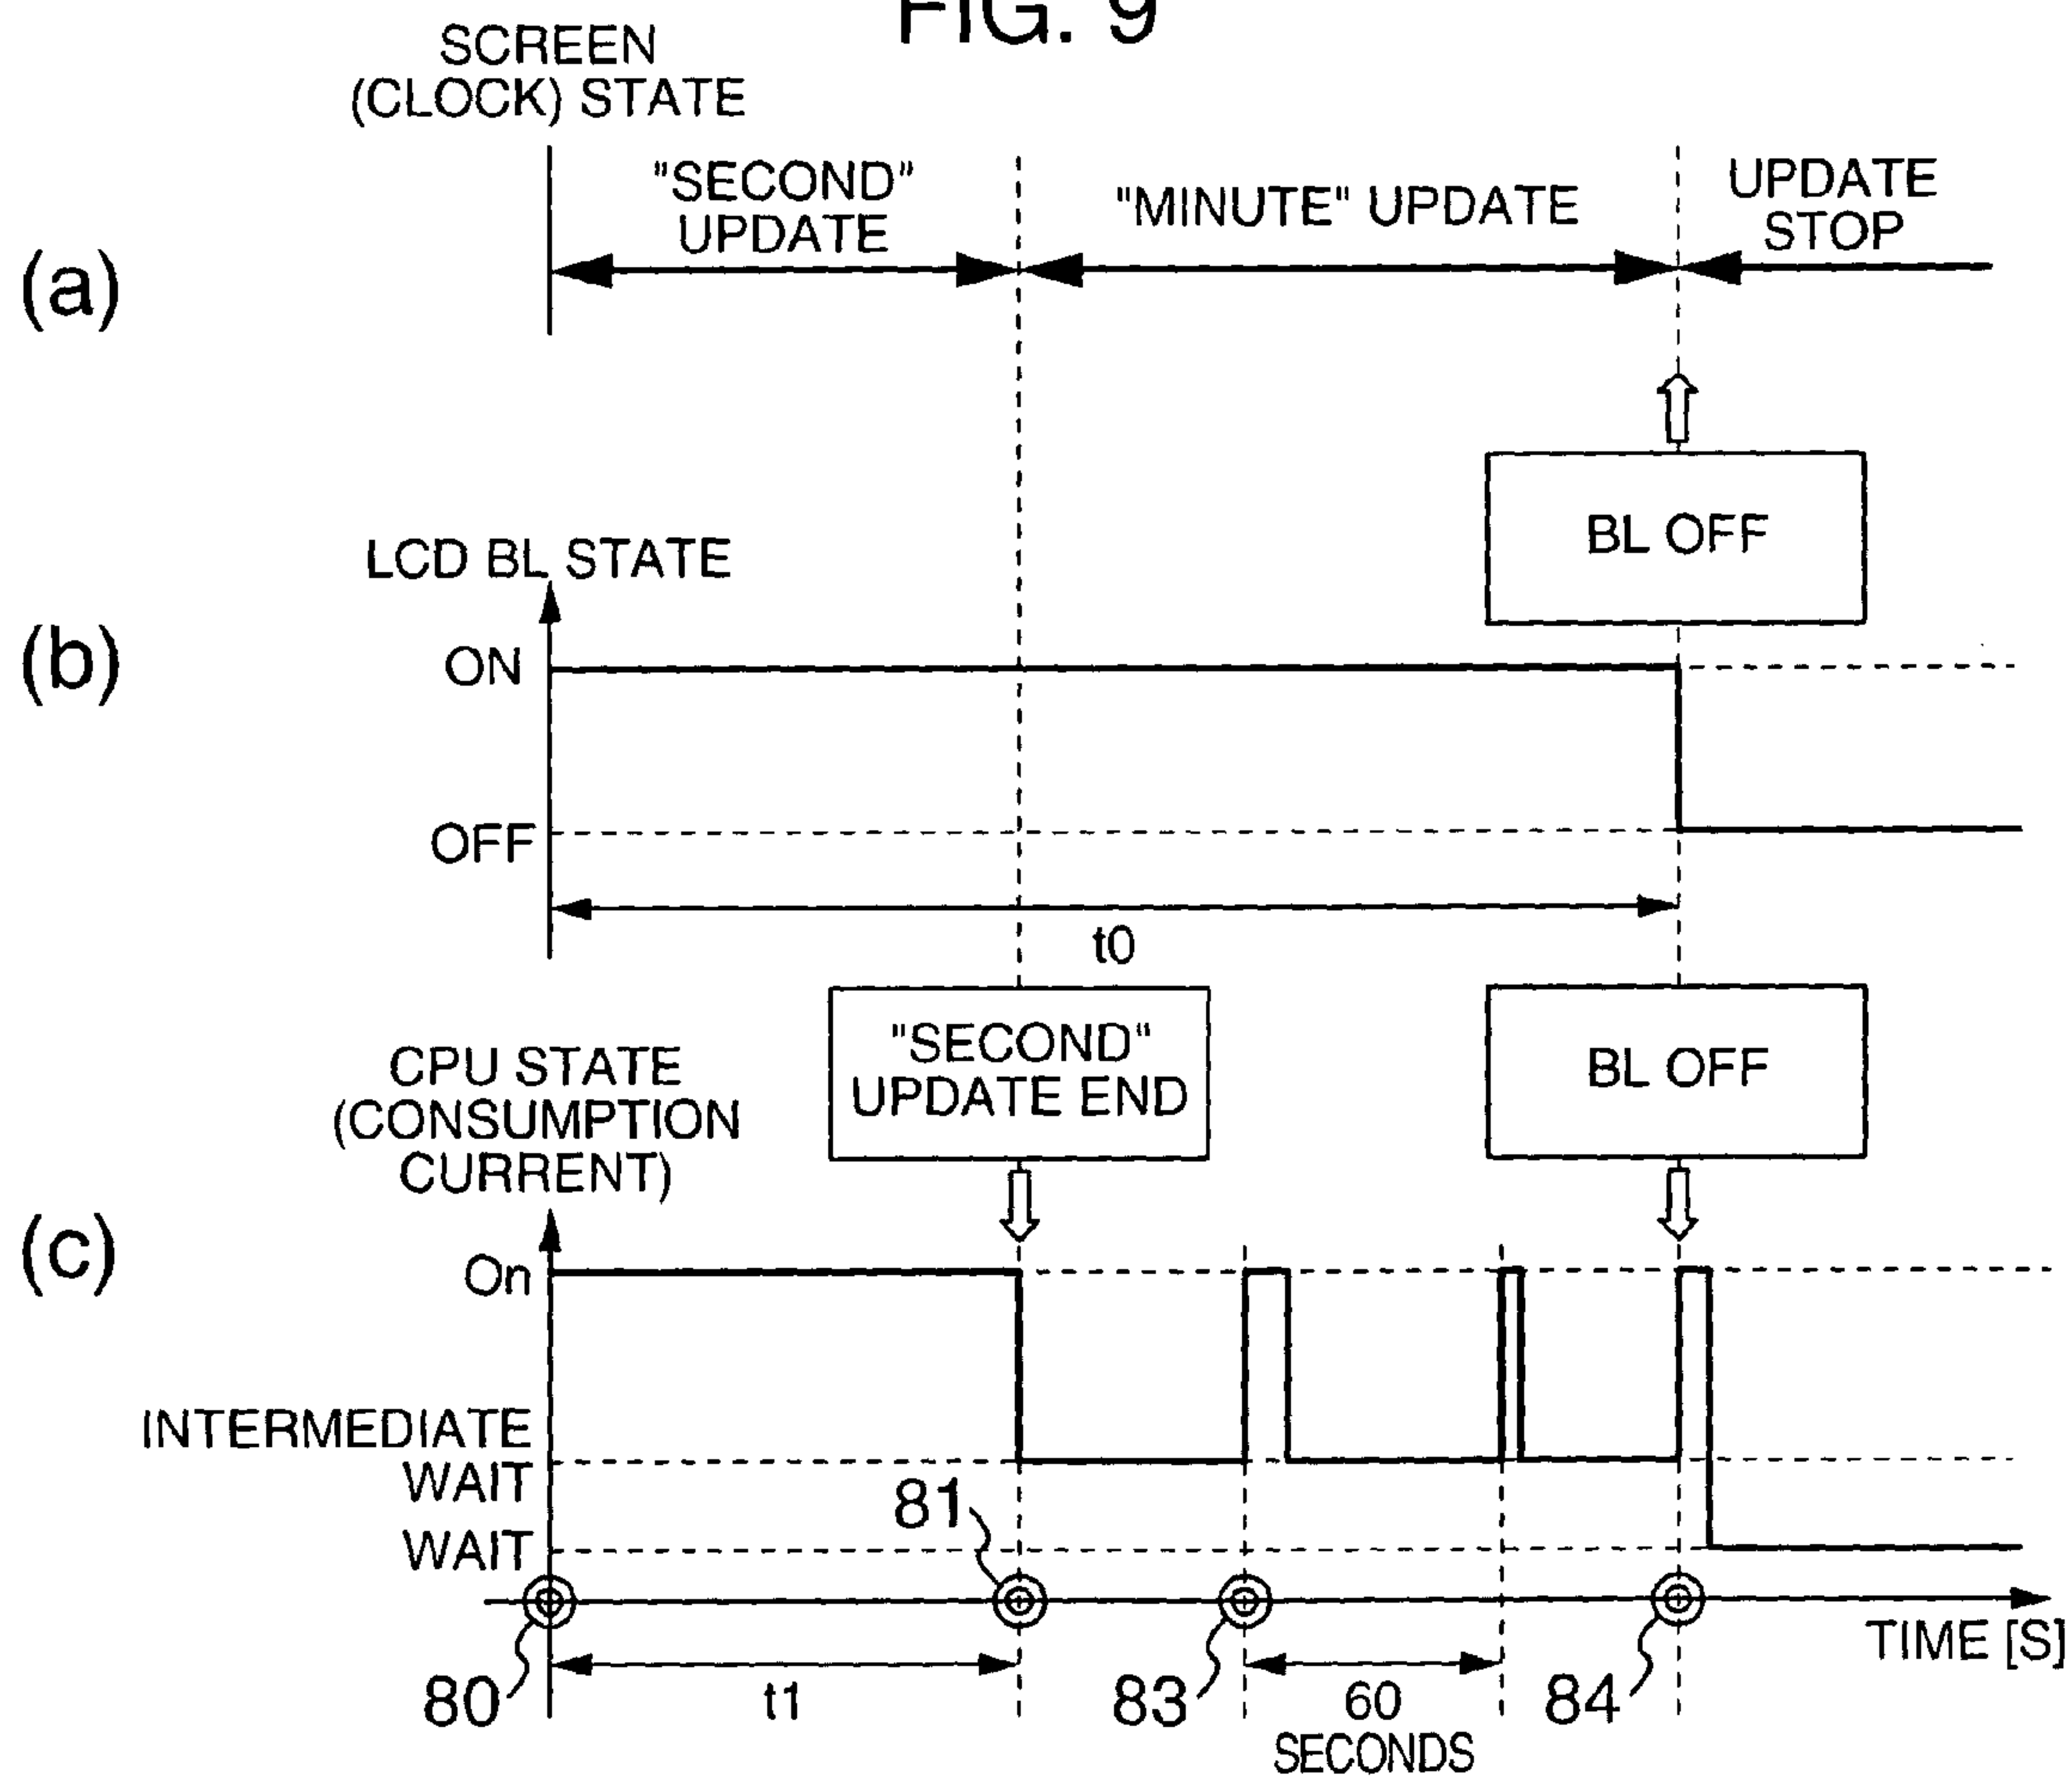 FIG. 9
SCREEN
(CLOCK) STATE
(a)
"SECOND"
UPDATE
"MINUTE" UPDATE
UPDATE
STOP
BL OFF
LCD BL STATE
(b)
ON
OFF
t0
"SECOND"
UPDATE END
BL OFF
CPU STATE
(CONSUMPTION
CURRENT)
(c)
On
INTERMEDIATE
WAIT
WAIT
81
TIME [S]
80
t1
83
60
SECONDS
84